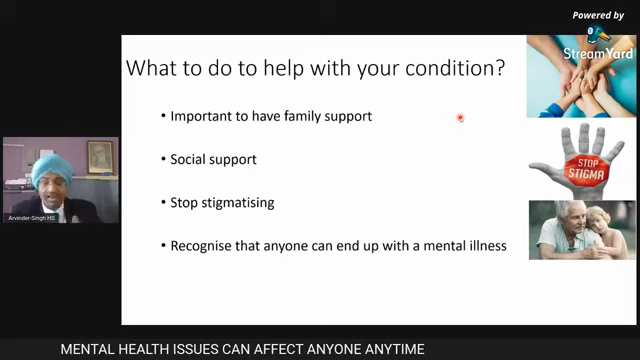 Powered by
StreamYard
What to do to help with your condition?
• Important to have family support
• Social support
• Stop stigmatising
• Recognise that anyone can end up with a mental illness
STOP
STIGMA
Arvinder-Singh HS
MENTAL HEALTH ISSUES CAN AFFECT ANYONE ANYTIME